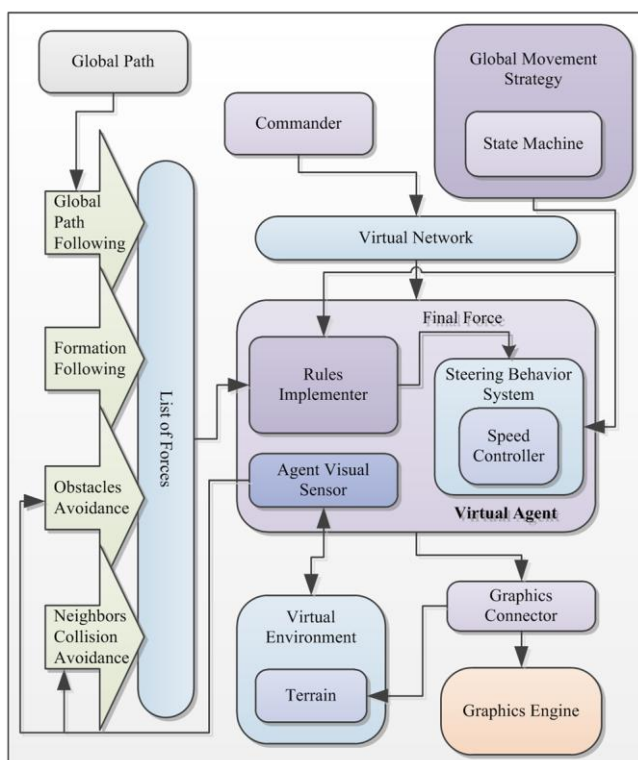 Global Path
Global Movement
Strategy
State Machine
Commander
Virtual Network
Global
Path
Following
Formation
Following
Obstacles
Avoidance
Neighbors
Collision
Avoidance
List of Forces
Final Force
Rules
Implementer
Steering Behavior
System
Speed
Controller
Agent Visual
Sensor
Virtual Agent
Virtual
Environment
Terrain
Graphics
Connector
Graphics Engine